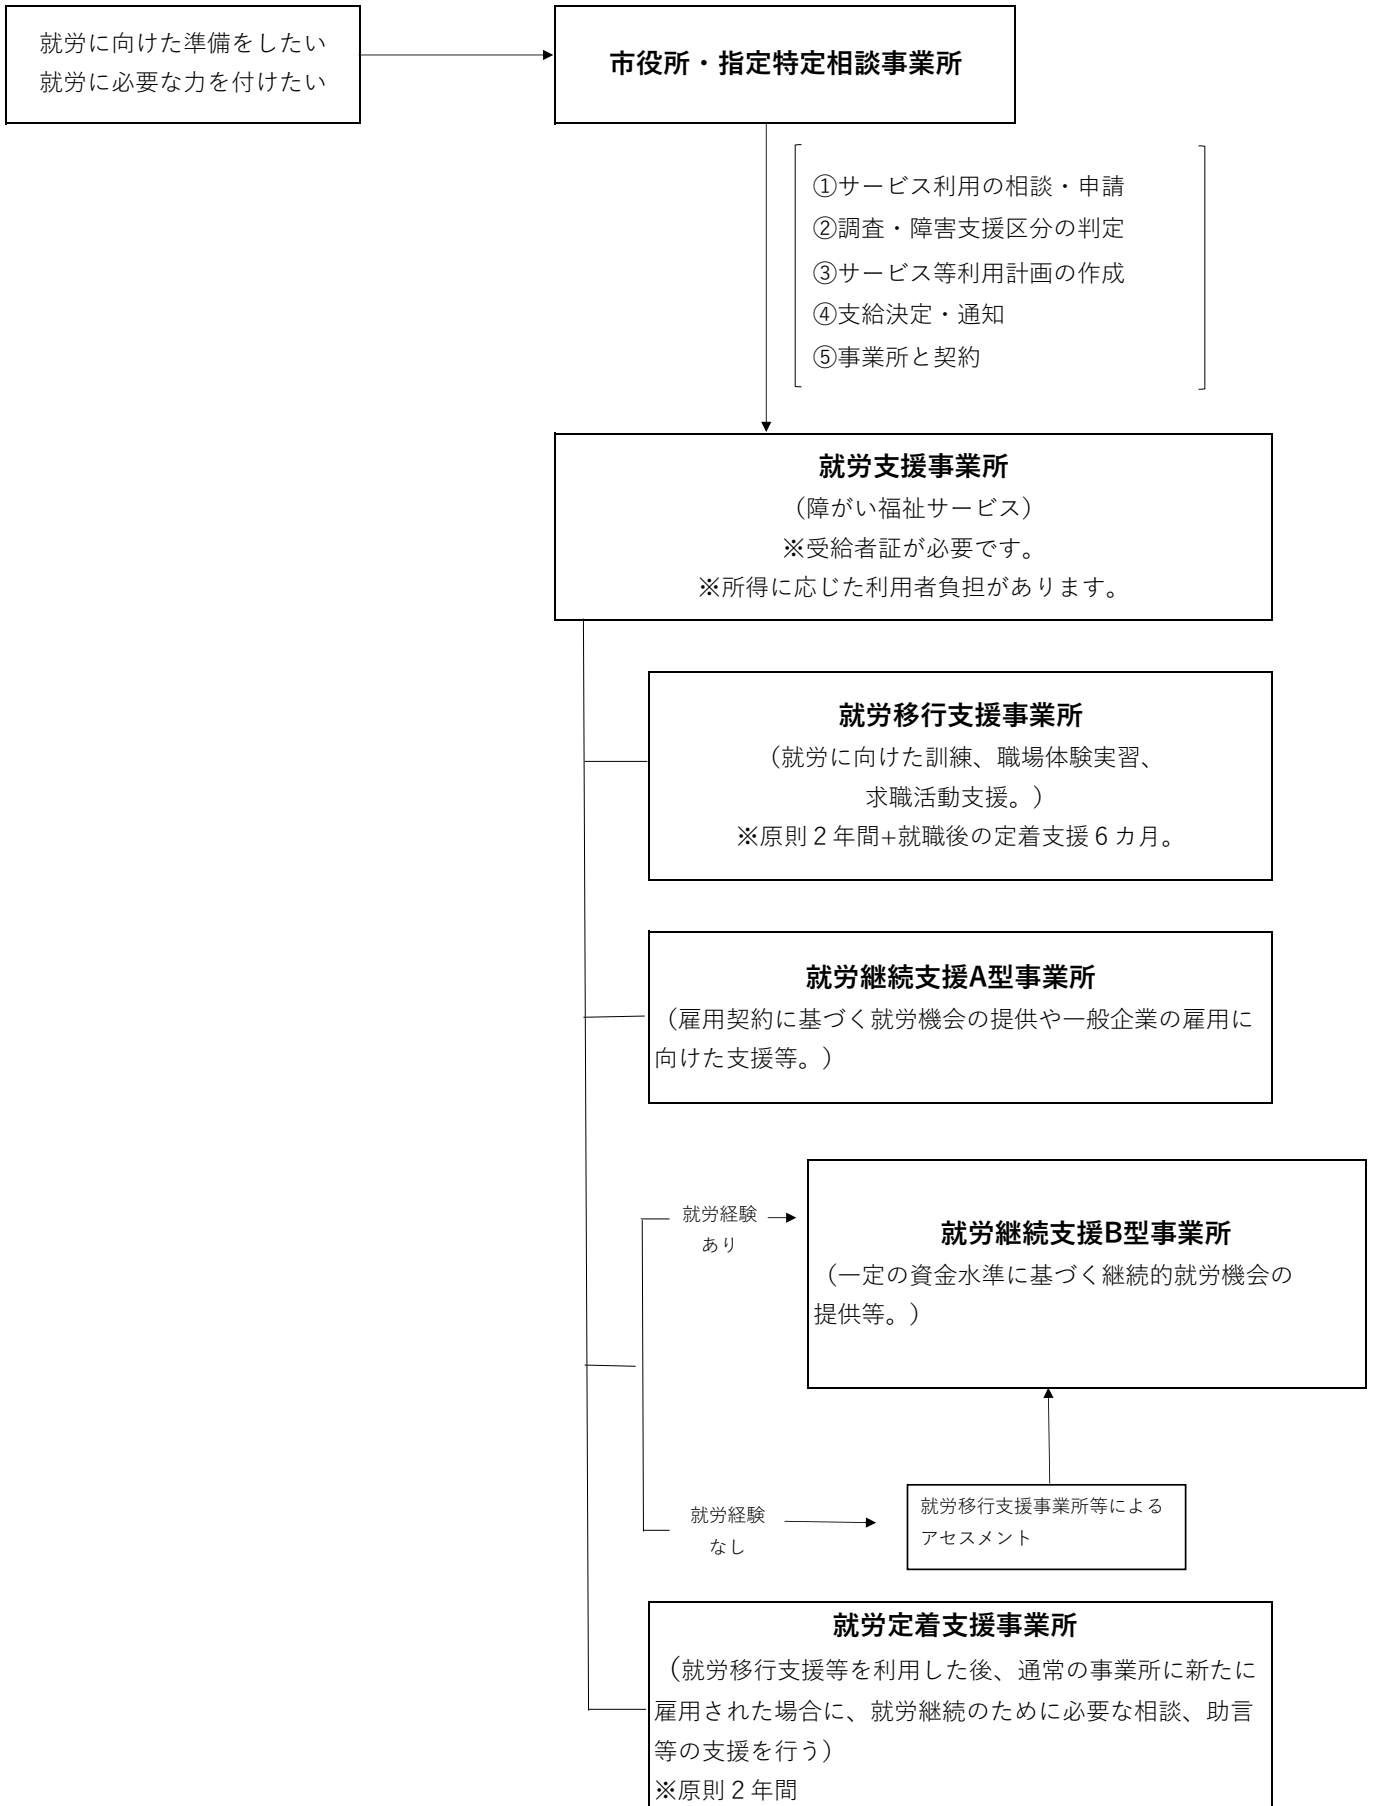 就労に向けた準備をしたい
就労に必要な力を付けたい
市役所・指定特定相談事業所
①サービス利用の相談・申請
②調査・障害支援区分の判定
③サービス等利用計画の作成
④支給決定・通知
⑤事業所と契約
就労支援事業所
（障がい福祉サービス）
※受給者証が必要です。
※所得に応じた利用者負担があります。
就労移行支援事業所
（就労に向けた訓練、職場体験実習、
求職活動支援。）
※原則２年間+就職後の定着支援６カ月。
就労継続支援A型事業所
（雇用契約に基づく就労機会の提供や一般企業の雇用に
向けた支援等。）
就労経験
あり
就労継続支援B型事業所
（一定の資金水準に基づく継続的就労機会の
提供等。）
就労経験
なし
就労移行支援事業所等による
アセスメント
就労定着支援事業所
（就労移行支援等を利用した後、通常の事業所に新たに
雇用された場合に、就労継続のために必要な相談、助言
等の支援を行う）
※原則２年間